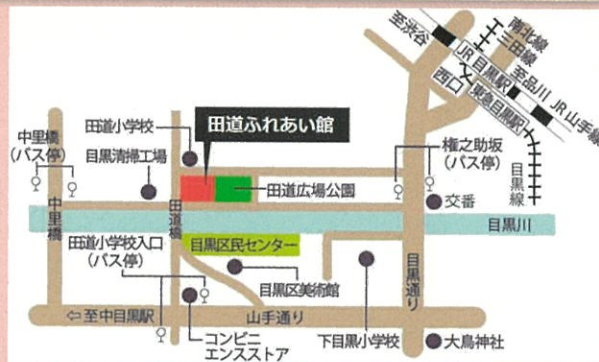 南北線
三田線
至渋谷
JR目黒駅
至品川
JR山手線
西口
東急目黒駅
目黒線
田道ふれあい館
田道小学校
中里橋
(バス停)
目黒清掃工場
権之助坂
(バス停)
田道広場公園
交番
中里橋
田道橋
目黒川
田道小学校入口
(バス停)
目黒区民センター
目黒区美術館
目黒通り
⇦至中目黒駅
山手通り
下目黒小学校
コンビニ
エンスストア
大鳥神社